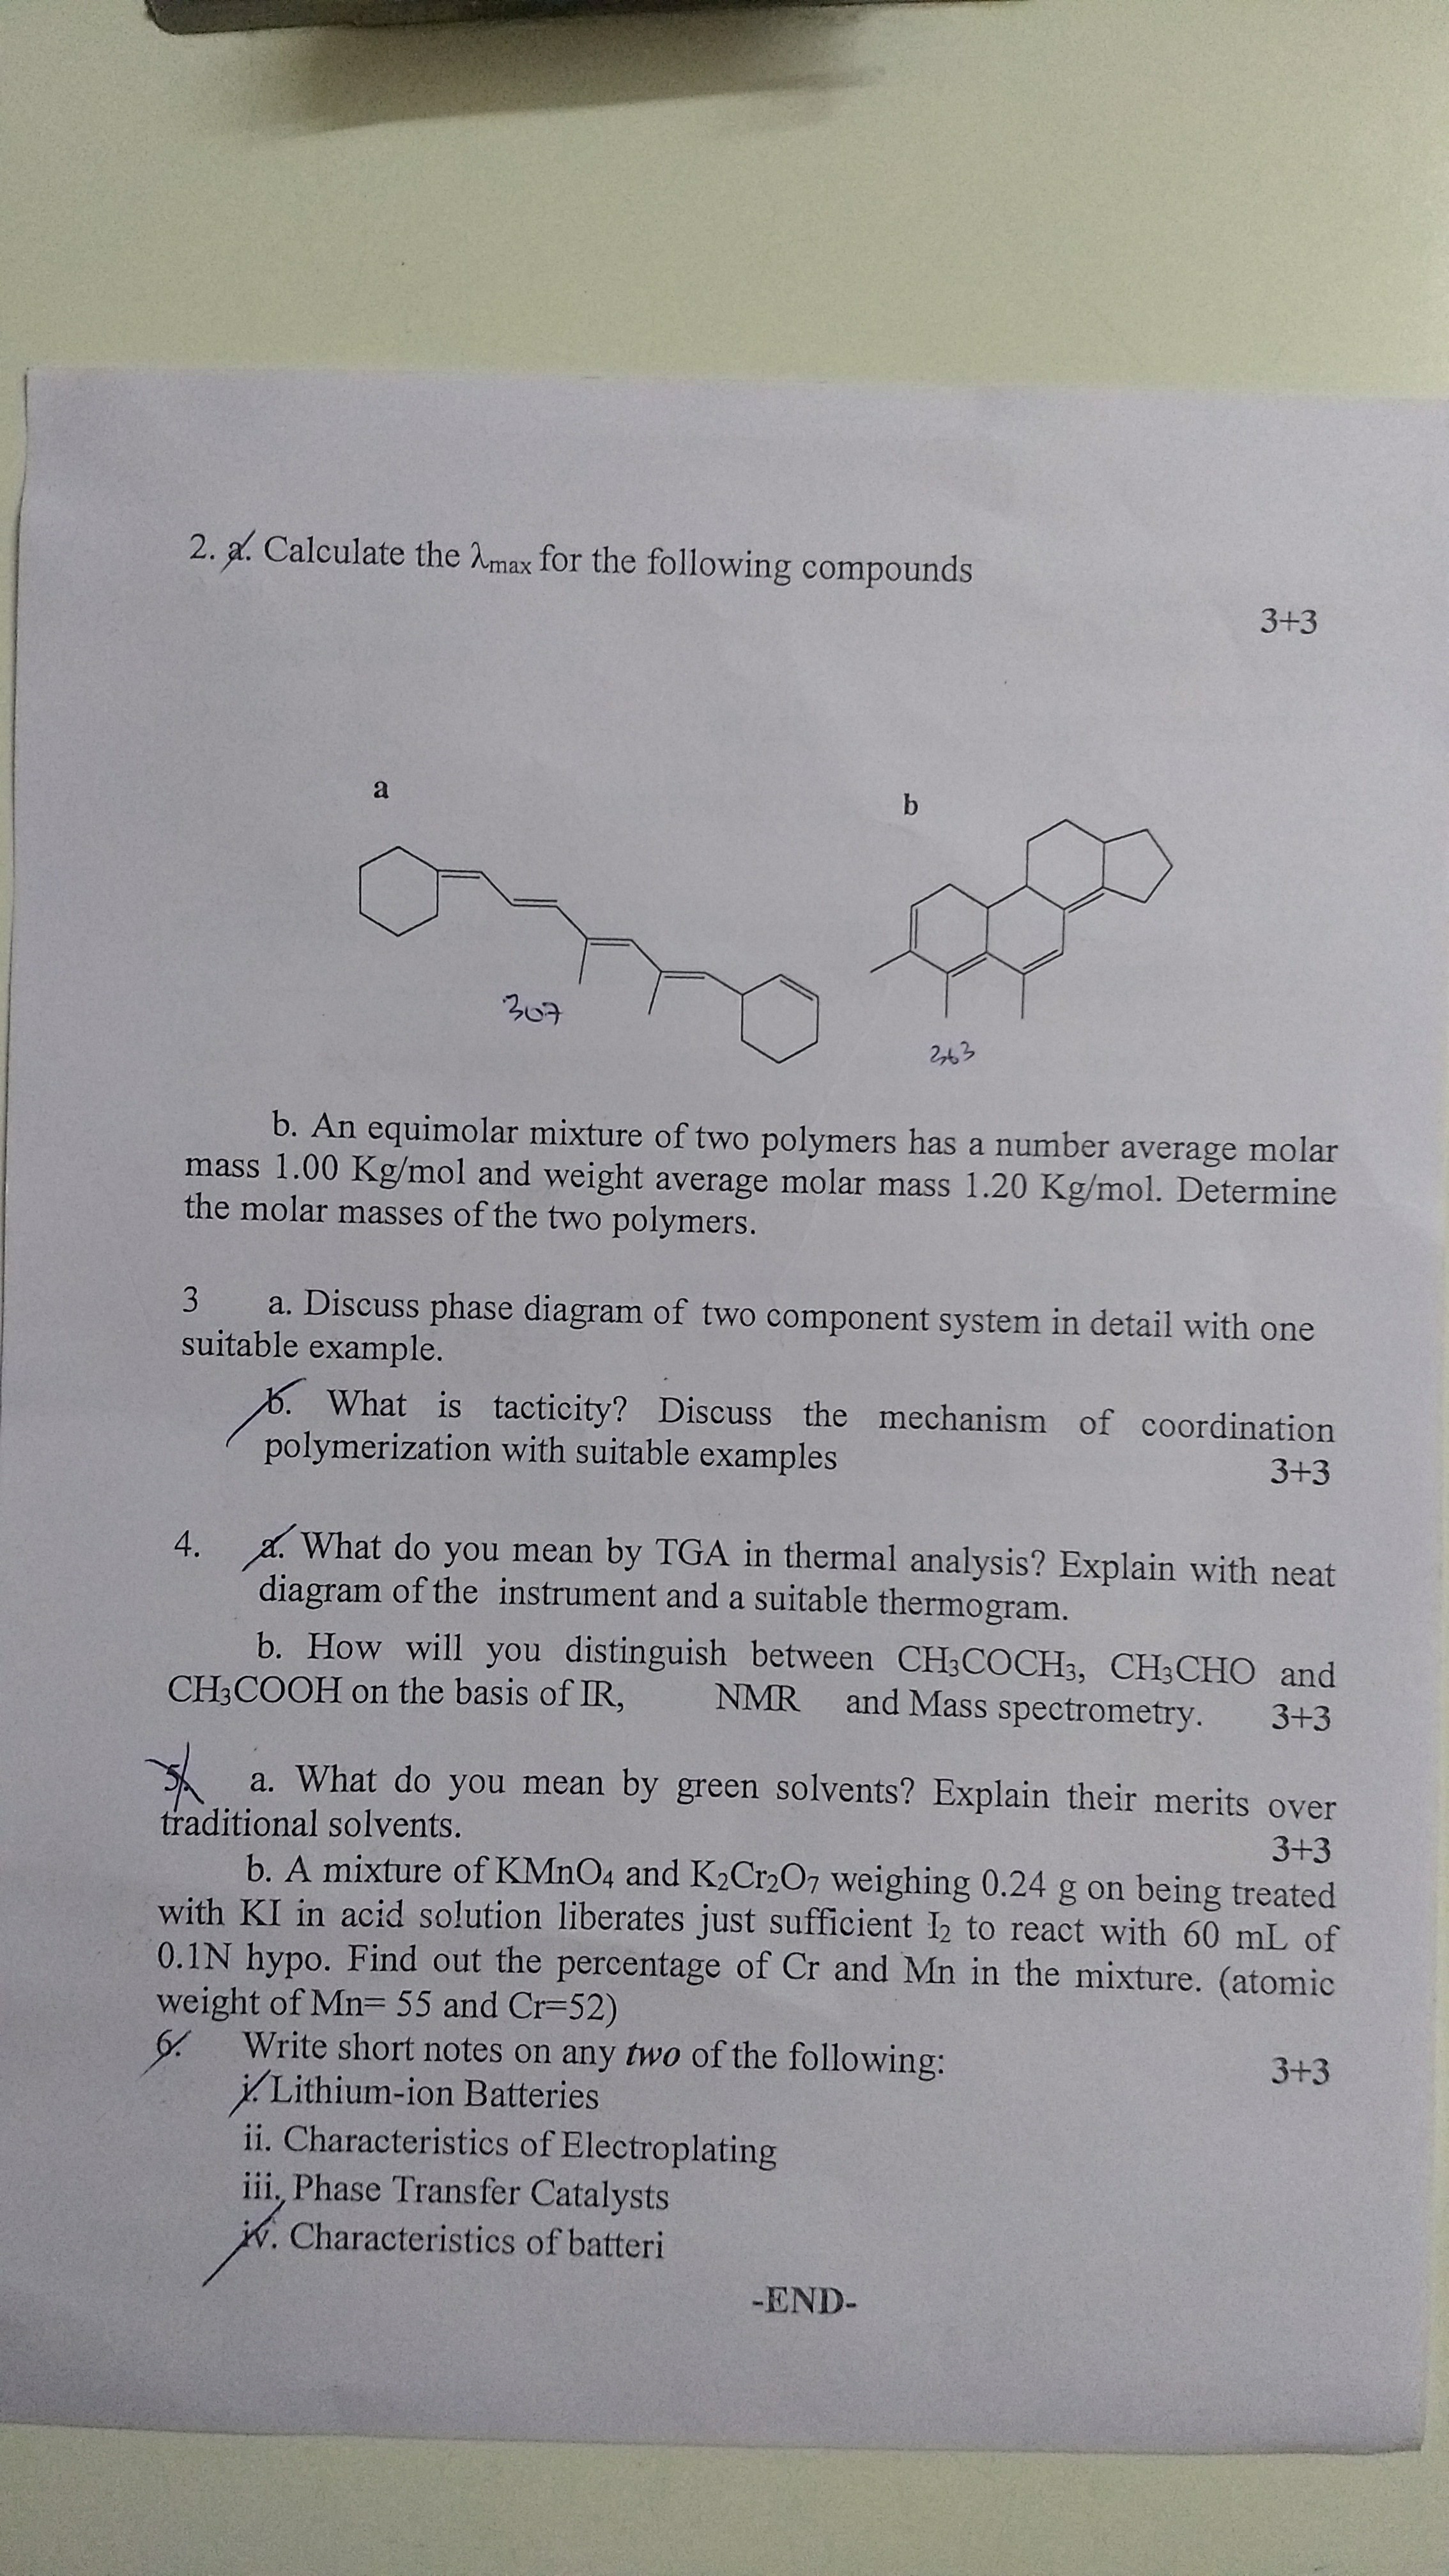 2. a. Calculate the λmax for the following compounds
3+3
a
b
307
363
b. An equimolar mixture of two polymers has a number average molar
mass 1.00 Kg/mol and weight average molar mass 1.20 Kg/mol. Determine
the molar masses of the two polymers.
3 a. Discuss phase diagram of two component system in detail with one
suitable example.
b. What is tacticity? Discuss the mechanism of coordination
polymerization with suitable examples
3+3
4. a. What do you mean by TGA in thermal analysis? Explain with neat
diagram of the instrument and a suitable thermogram.
b. How will you distinguish between CH₃COCH₃, CH₃CHO and
CH₃COOH on the basis of IR, NMR and Mass spectrometry. 3+3
5. a. What do you mean by green solvents? Explain their merits over
traditional solvents.
3+3
b. A mixture of KMnO₄ and K₂Cr₂O₇ weighing 0.24 g on being treated
with KI in acid solution liberates just sufficient I₂ to react with 60 mL of
0.1N hypo. Find out the percentage of Cr and Mn in the mixture. (atomic
weight of Mn= 55 and Cr=52)
6. Write short notes on any two of the following: 3+3
i. Lithium-ion Batteries
ii. Characteristics of Electroplating
iii. Phase Transfer Catalysts
iv. Characteristics of batteri
-END-